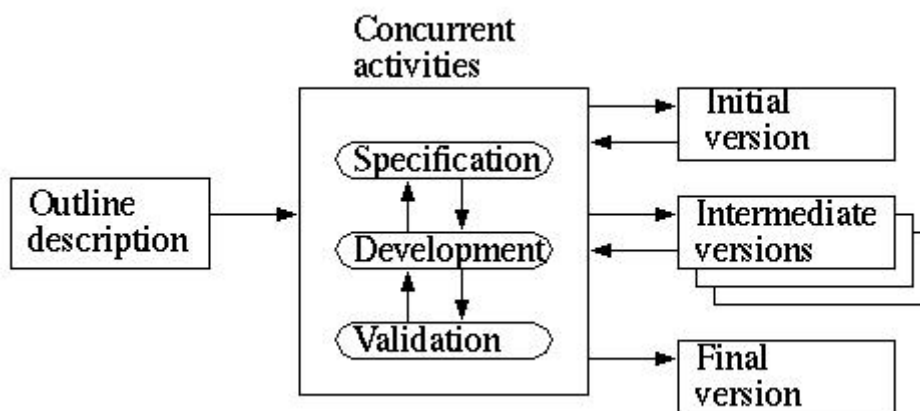 Concurrent
activities
Outline
description
Specification
Development
Validation
Initial
version
Intermediate
versions
Final
version